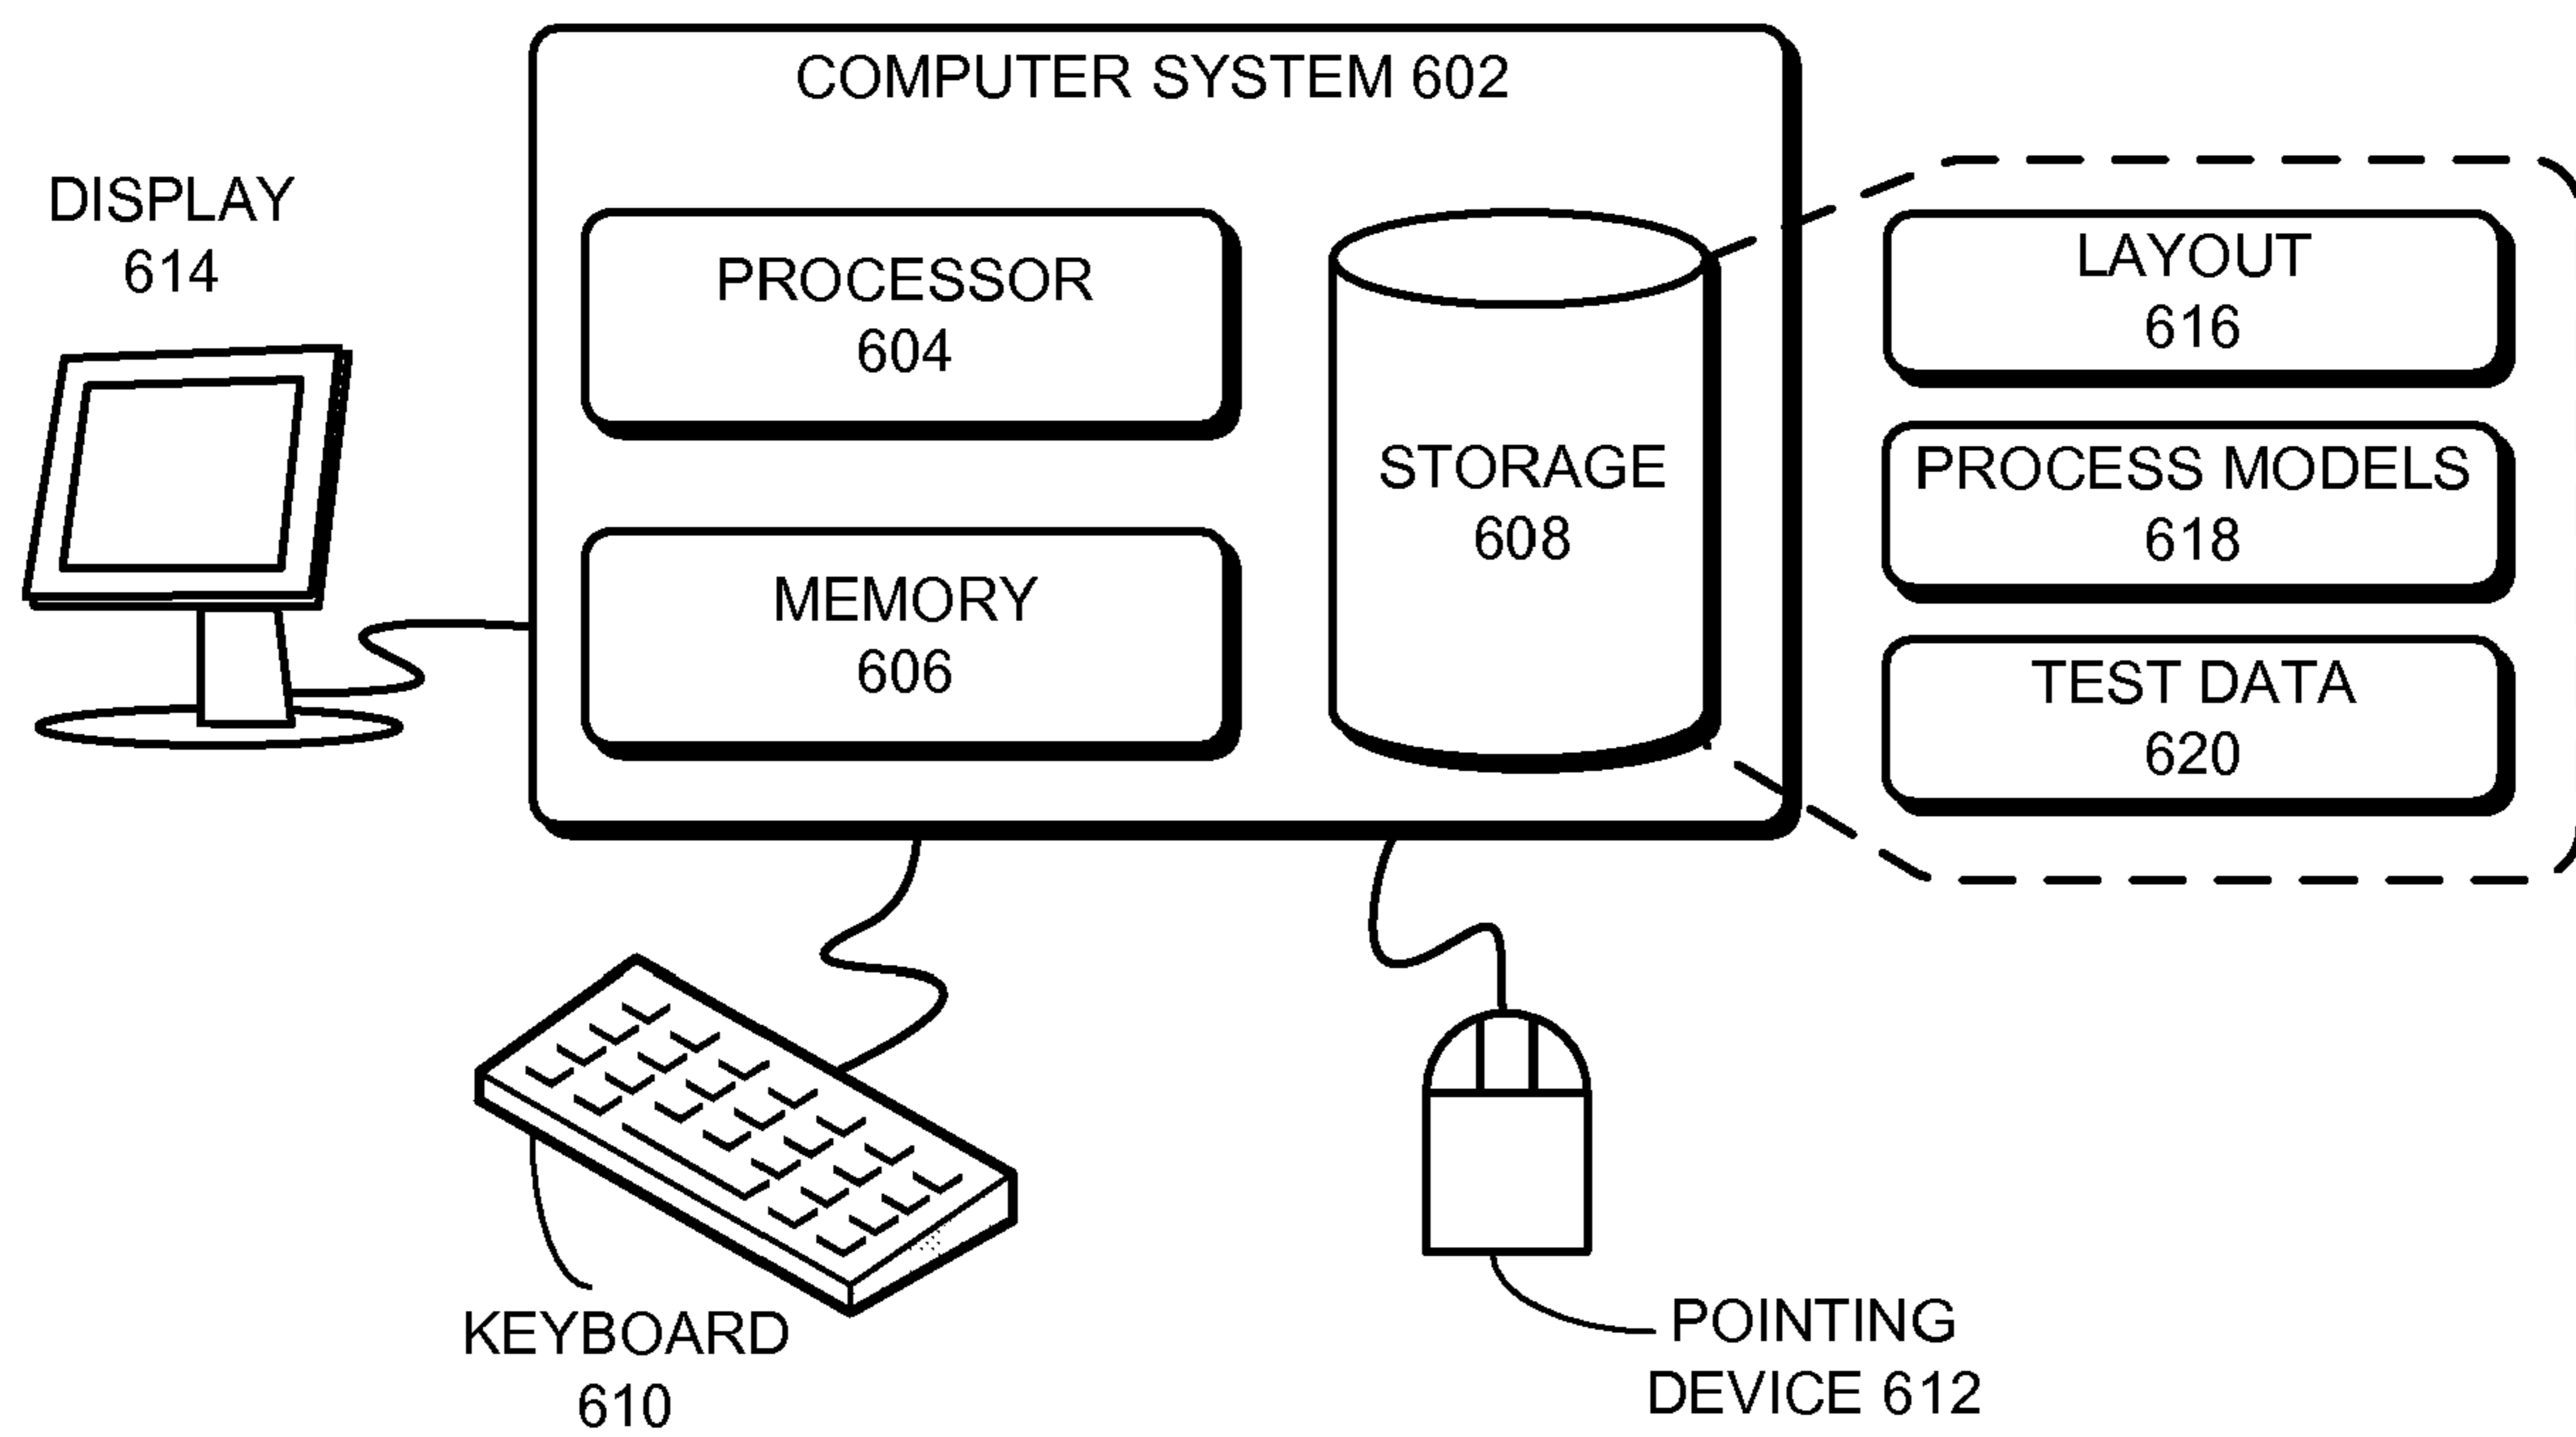 COMPUTER SYSTEM 602
DISPLAY
614
PROCESSOR
604
MEMORY
606
STORAGE
608
LAYOUT
616
PROCESS MODELS
618
TEST DATA
620
KEYBOARD
610
POINTING
DEVICE 612